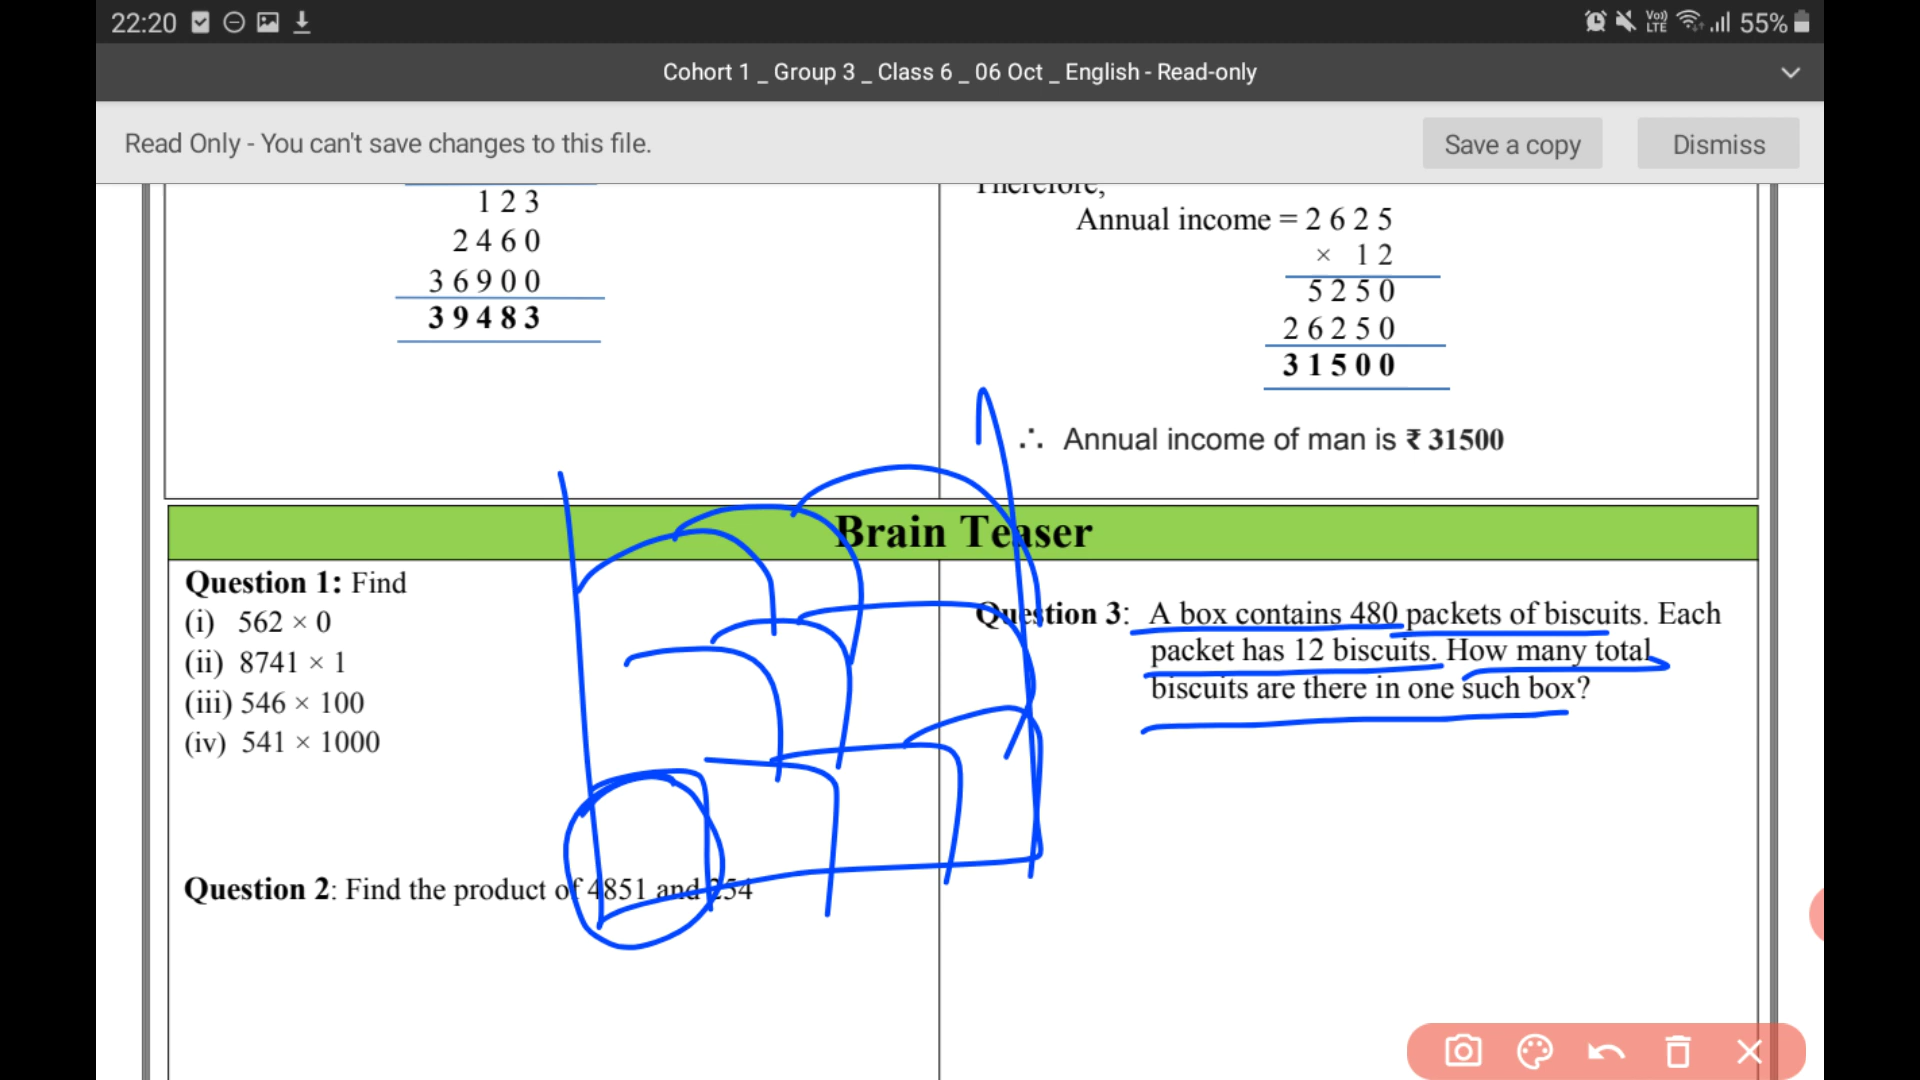 22:20
Vo)) LTE 55%
Cohort 1 _ Group 3 _ Class 6 _ 06 Oct _ English - Read-only
Read Only - You can't save changes to this file.
Save a copy
Dismiss
1 2 3
2 4 6 0
3 6 9 0 0
3 9 4 8 3
Therefore,
Annual income = 2 6 2 5
× 1 2
5 2 5 0
2 6 2 5 0
3 1 5 0 0
∴ Annual income of man is ₹ 31500
Brain Teaser
Question 1: Find
(i) 562 × 0
(ii) 8741 × 1
(iii) 546 × 100
(iv) 541 × 1000
Question 2: Find the product of 4851 and 254
Question 3: A box contains 480 packets of biscuits. Each
packet has 12 biscuits. How many total
biscuits are there in one such box?